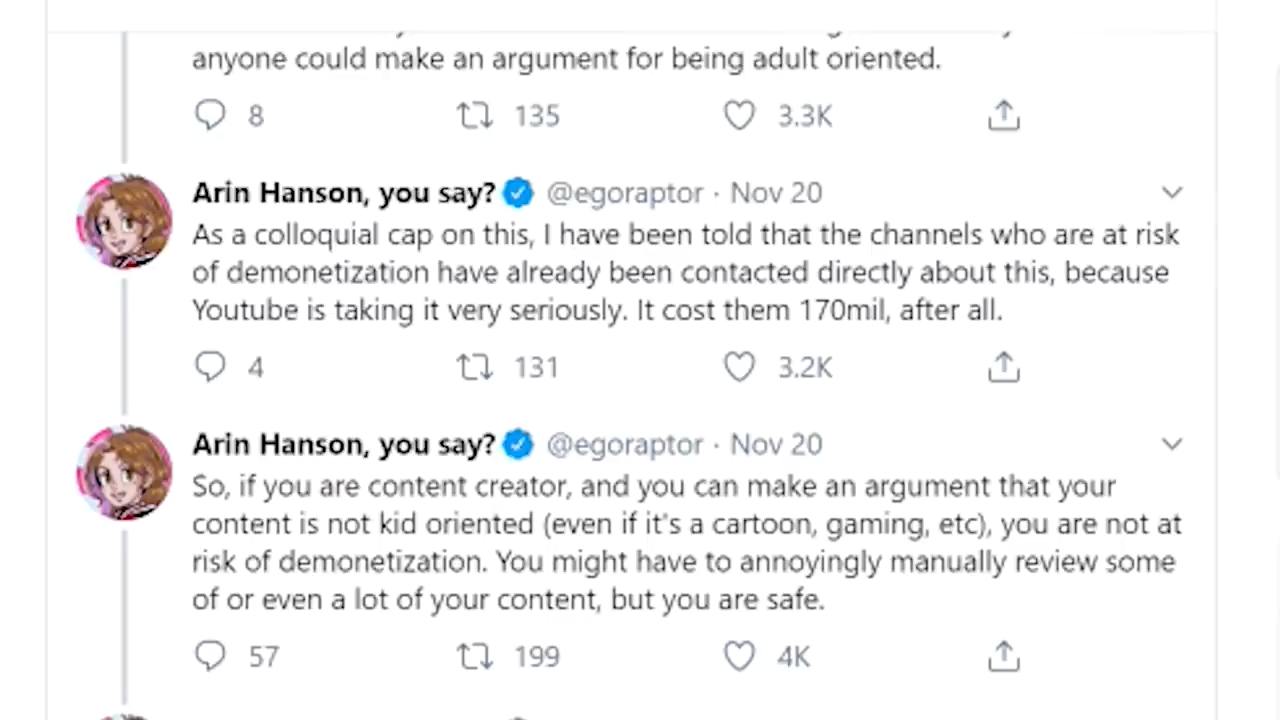 anyone could make an argument for being adult oriented.
8 135 3.3K
Arin Hanson, you say? @egoraptor · Nov 20
As a colloquial cap on this, I have been told that the channels who are at risk
of demonetization have already been contacted directly about this, because
Youtube is taking it very seriously. It cost them 170mil, after all.
4 131 3.2K
Arin Hanson, you say? @egoraptor · Nov 20
So, if you are content creator, and you can make an argument that your
content is not kid oriented (even if it's a cartoon, gaming, etc), you are not at
risk of demonetization. You might have to annoyingly manually review some
of or even a lot of your content, but you are safe.
57 199 4K